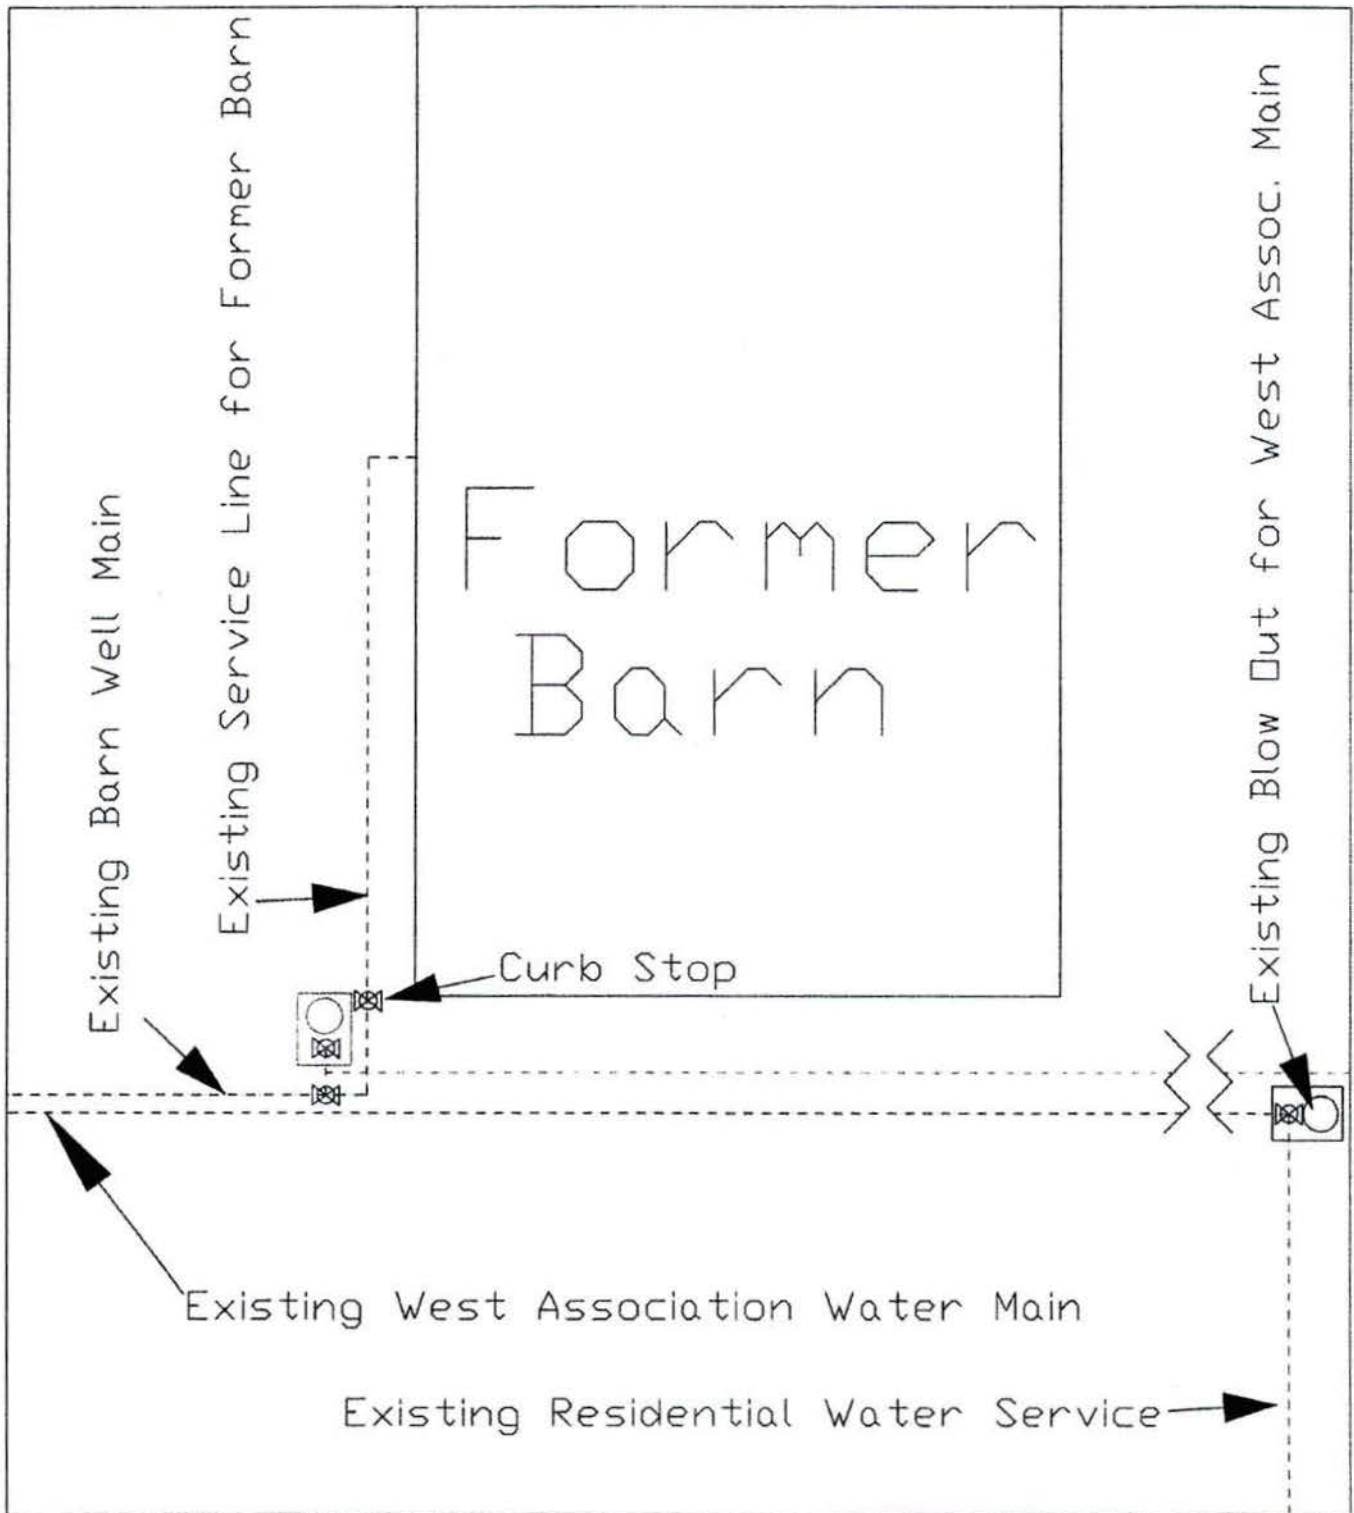 Existing Barn Well Main
Existing Service Line for Former Barn
Former
Barn
Curb Stop
Existing Blow Out for West Assoc. Main
Existing West Association Water Main
Existing Residential Water Service